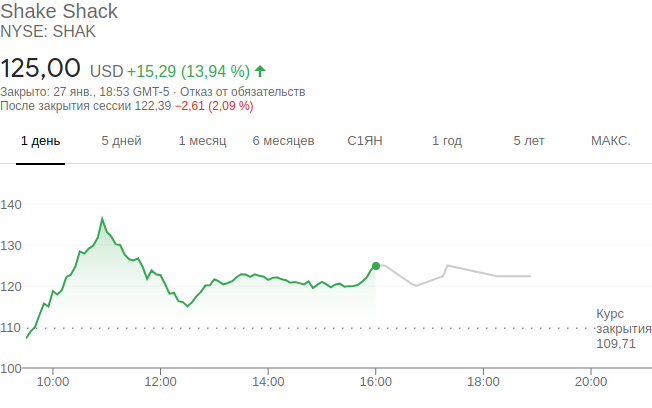 Shake Shack
NYSE: SHAK
125,00 USD +15,29 (13,94 %)
Закрыто: 27 янв., 18:53 GMT-5 · Отказ от обязательств
После закрытия сессии 122,39 −2,61 (2,09 %)
1 день 5 дней 1 месяц 6 месяцев С1ЯН 1 год 5 лет МАКС.
140
130
120
110
100
Курс
закрытия
109,71
10:00 12:00 14:00 16:00 18:00 20:00